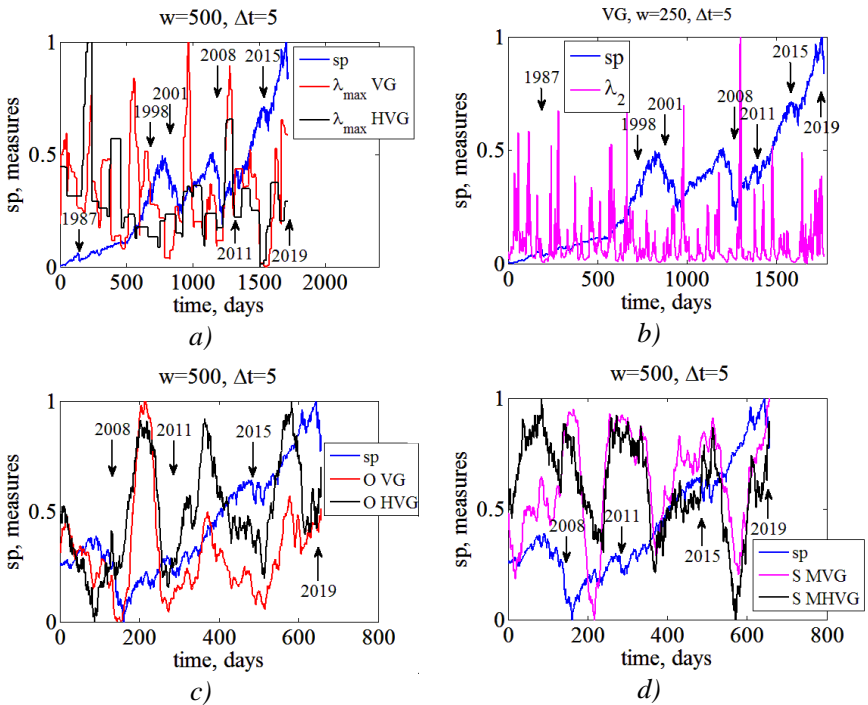 w=500, Δt=5
sp, measures
1
0.5
0
0
500
1000
1500
2000
time, days
sp
λmax VG
λmax HVG
1987
1998
2001
2008
2011
2015
2019
a)
VG, w=250, Δt=5
sp, measures
1
0.5
0
0
500
1000
1500
time, days
sp
λ2
1987
1998
2001
2008
2011
2015
2019
b)
w=500, Δt=5
sp, measures
1
0.5
0
0
200
400
600
800
time, days
sp
O VG
O HVG
2008
2011
2015
2019
c)
w=500, Δt=5
sp, measures
1
0.5
0
0
200
400
600
800
time, days
sp
S MVG
S MHVG
2008
2011
2015
2019
d)